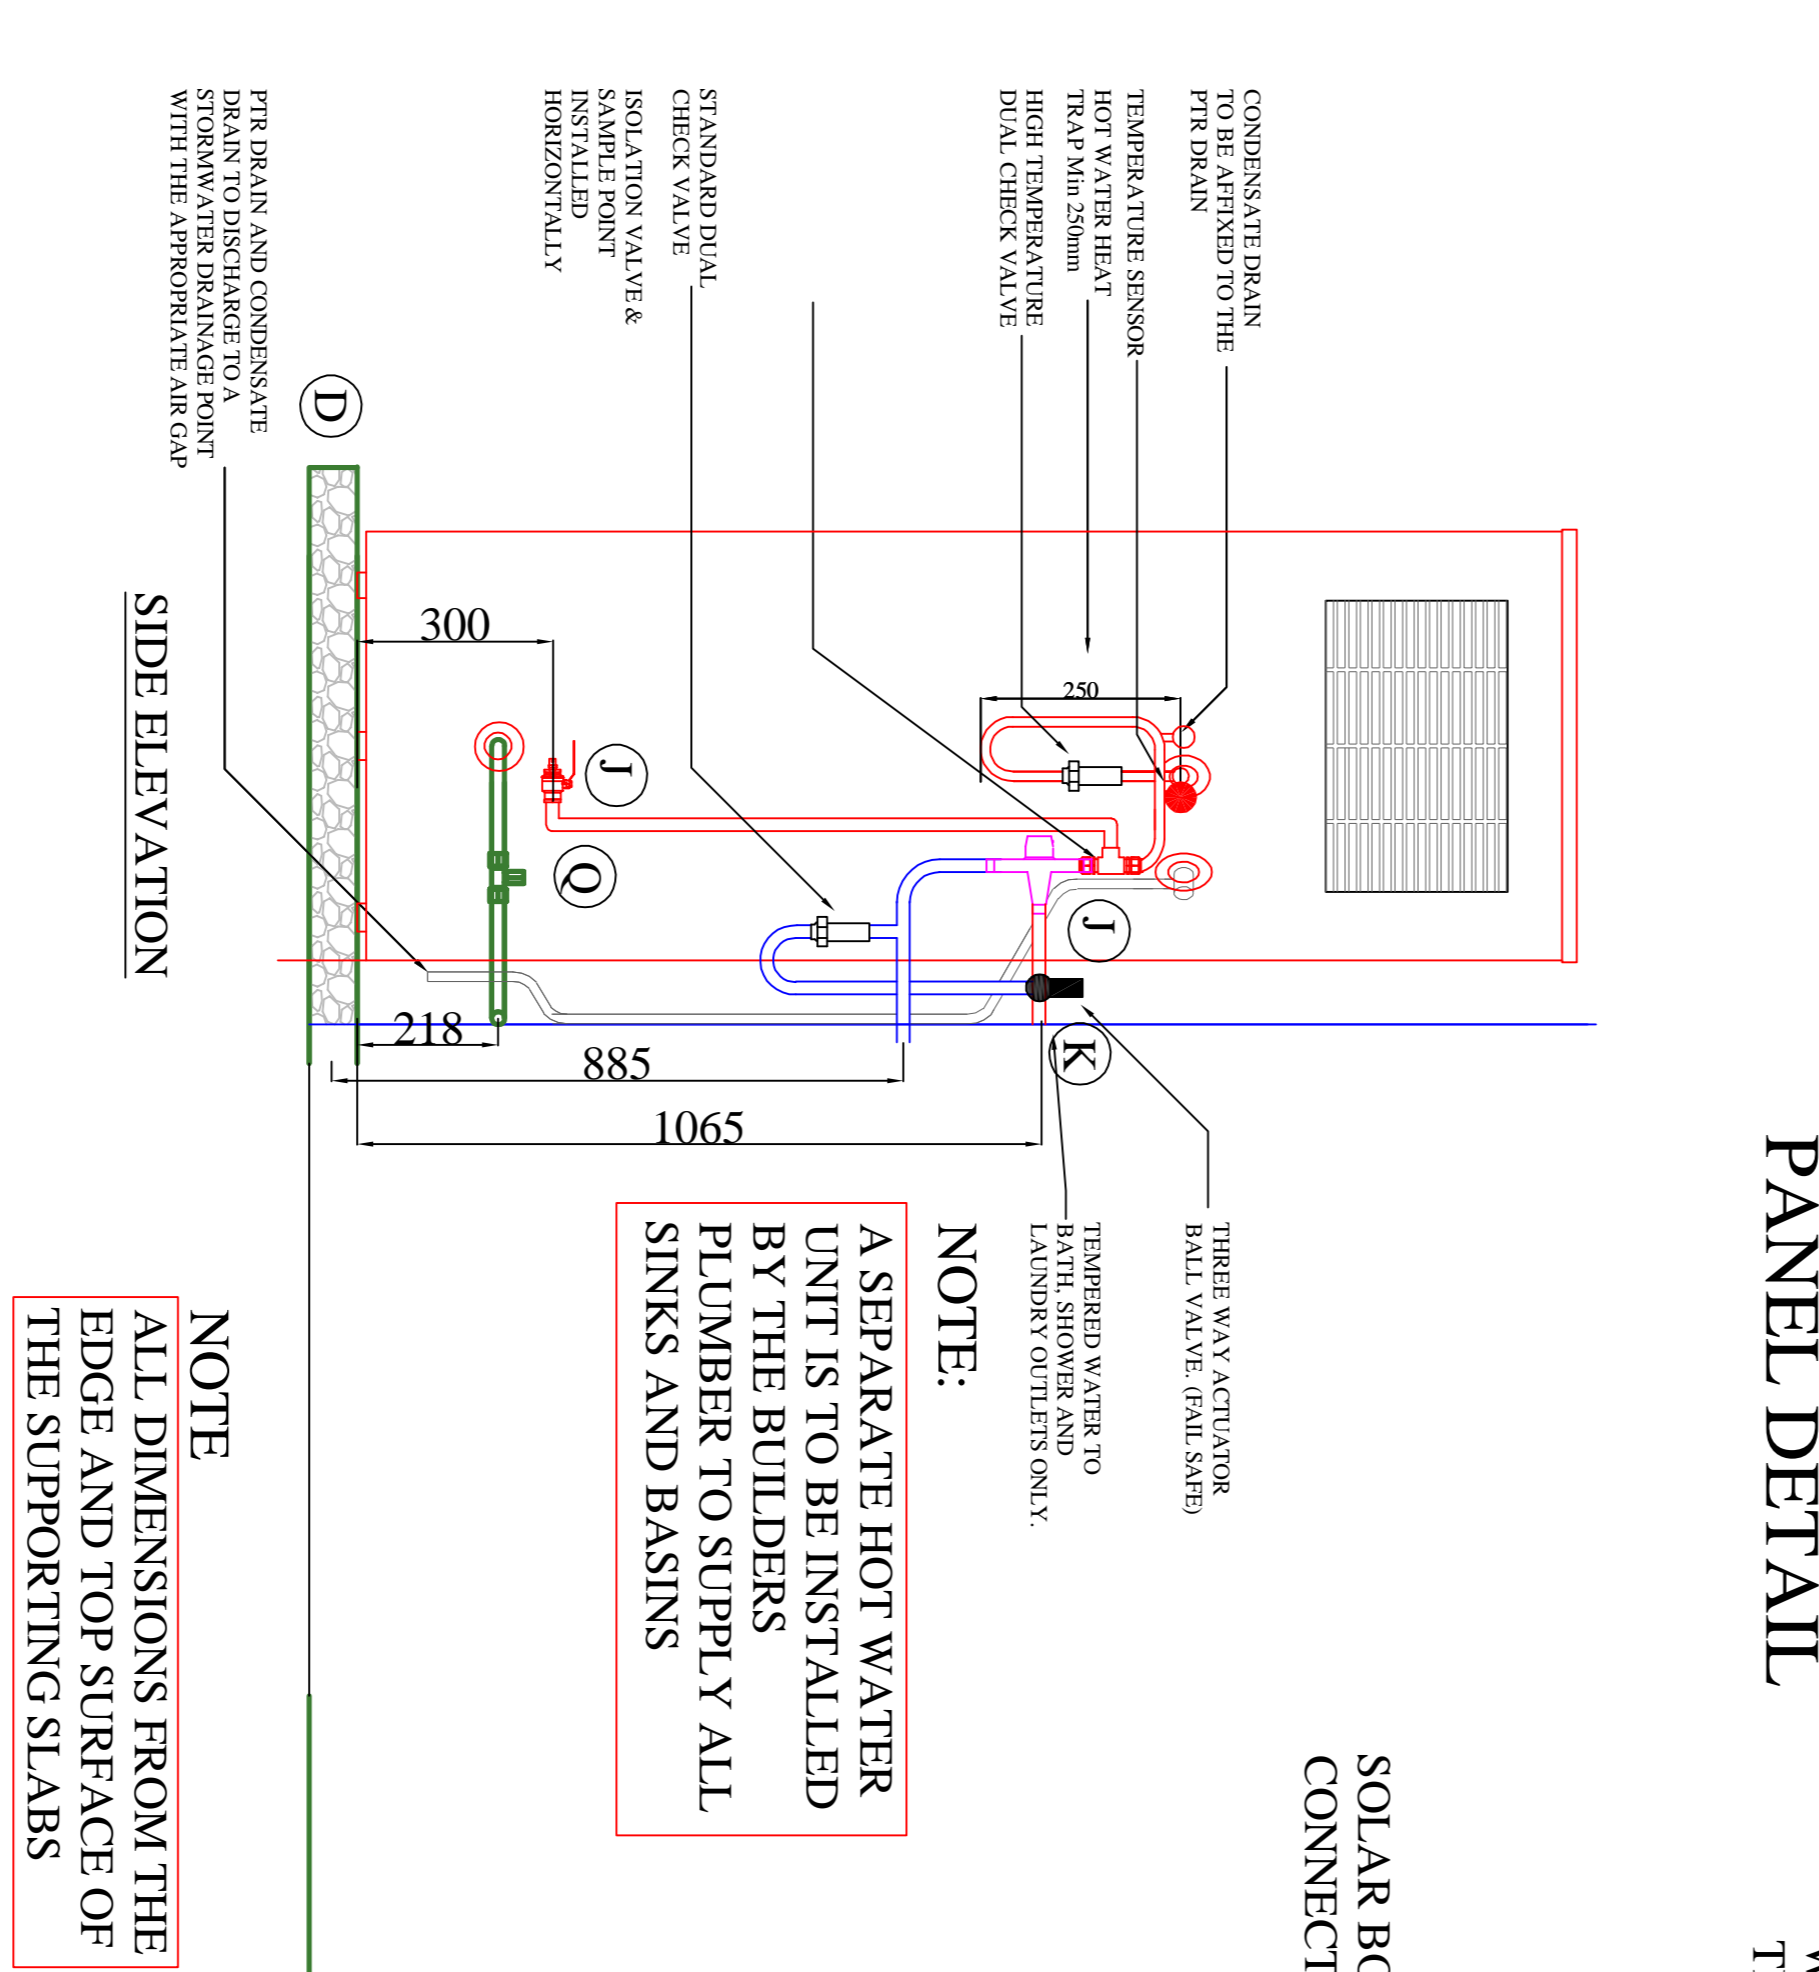 PANEL DETAIL
SOLAR
CONNECT
CONDENSATE DRAIN
TO BE AFFIXED TO THE
PTR DRAIN
TEMPERATURE SENSOR
HOT WATER HEAT
TRAP Min 250mm
HIGH TEMPERATURE
DUAL CHECK VALVE
STANDARD DUAL
CHECK VALVE
ISOLATION VALVE &
SAMPLE POINT
INSTALLED
HORIZONTALLY
PTR DRAIN AND CONDENSATE
DRAIN TO DISCHARGE TO A
STORMWATER DRAINAGE POINT
WITH THE APPROPRIATE AIR GAP
D
300
250
J
Q
J
K
218
885
1065
SIDE ELEVATION
THREE WAY ACTUATOR
BALL VALVE. (FAIL SAFE)
TEMPERED WATER TO
BATH, SHOWER AND
LAUNDRY OUTLETS ONLY.
NOTE:
A SEPARATE HOT WATER
UNIT IS TO BE INSTALLED
BY THE BUILDERS
PLUMBER TO SUPPLY ALL
SINKS AND BASINS
NOTE
ALL DIMENSIONS FROM THE
EDGE AND TOP SURFACE OF
THE SUPPORTING SLABS